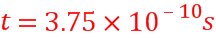 t = 3.75 × 10⁻¹⁰s